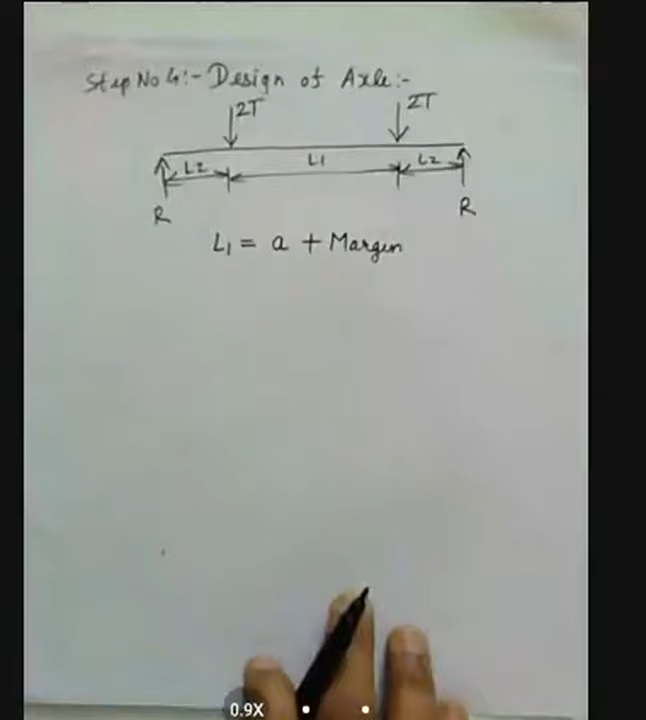 Step No 4:- Design of Axle:-
2T 2T
L2 L1 L2
R R
L1 = a + Margin
0.9X